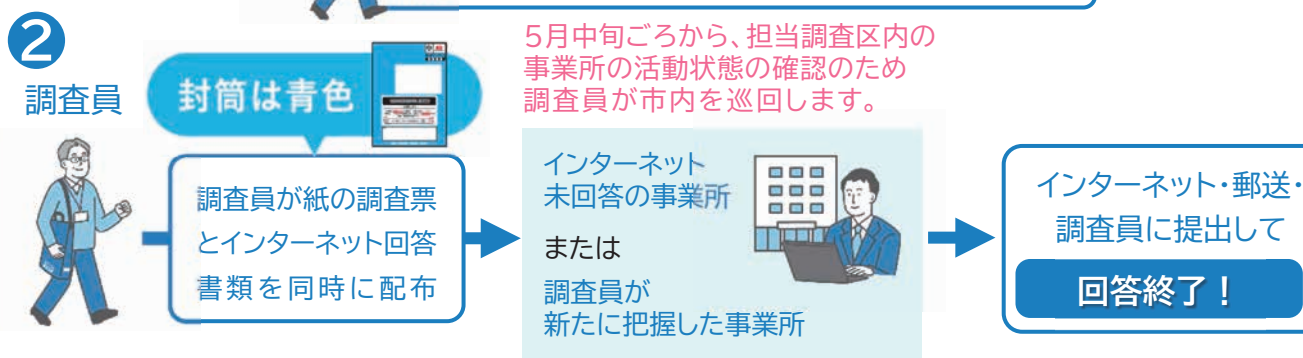 2
調査員
封筒は青色
5月中旬ごろから、担当調査区内の
事業所の活動状態の確認のため
調査員が市内を巡回します。
調査員が紙の調査票
とインターネット回答
書類を同時に配布
インターネット
未回答の事業所
または
調査員が
新たに把握した事業所
インターネット・郵送・
調査員に提出して
回答終了！